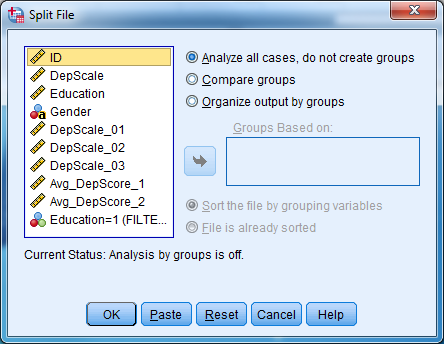 Split File
ID
DepScale
Education
Gender
DepScale_01
DepScale_02
DepScale_03
Avg_DepScore_1
Avg_DepScore_2
Education=1 (FILTE...
Analyze all cases, do not create groups
Compare groups
Organize output by groups
Groups Based on:
Sort the file by grouping variables
File is already sorted
Current Status: Analysis by groups is off.
OK Paste Reset Cancel Help